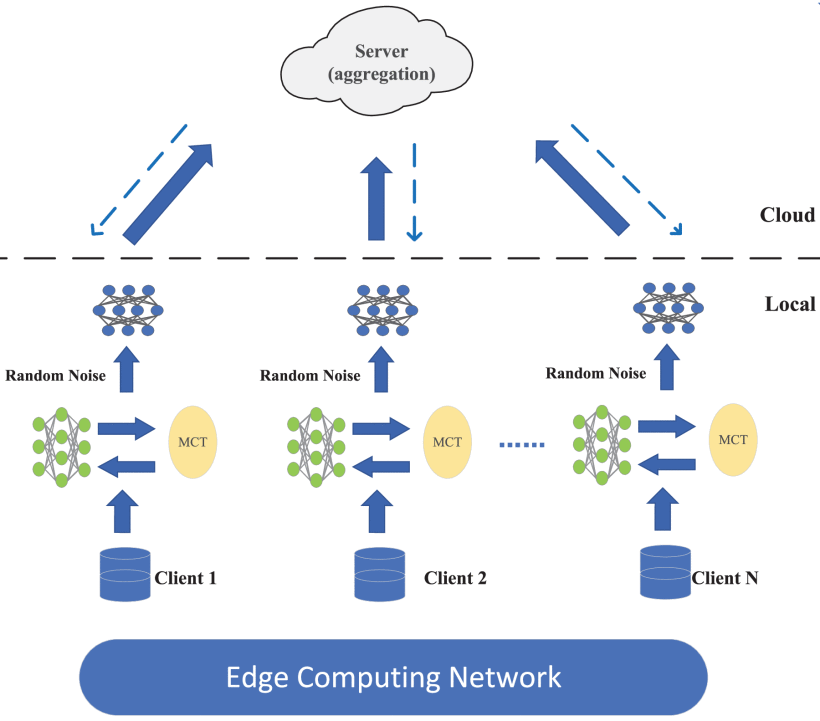 Server
(aggregation)
Cloud
Local
Random Noise
Random Noise
Random Noise
MCT
MCT
MCT
Client 1
Client 2
Client N
Edge Computing Network